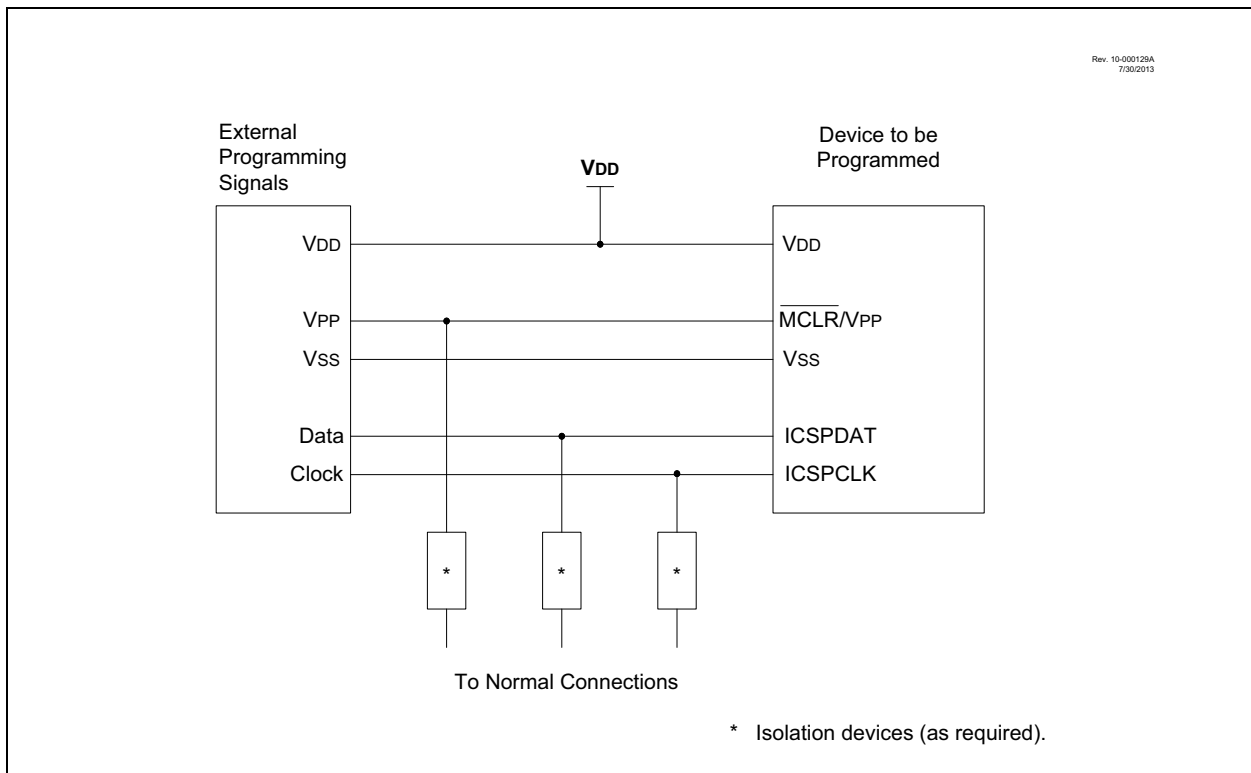 Rev. 10-000129A
7/30/2013
External
Programming
Signals
VDD
Device to be
Programmed
VDD
VDD
VPP
MCLR/VPP
VSS
VSS
Data
ICSPDAT
Clock
ICSPCLK
*
*
*
To Normal Connections
* Isolation devices (as required).